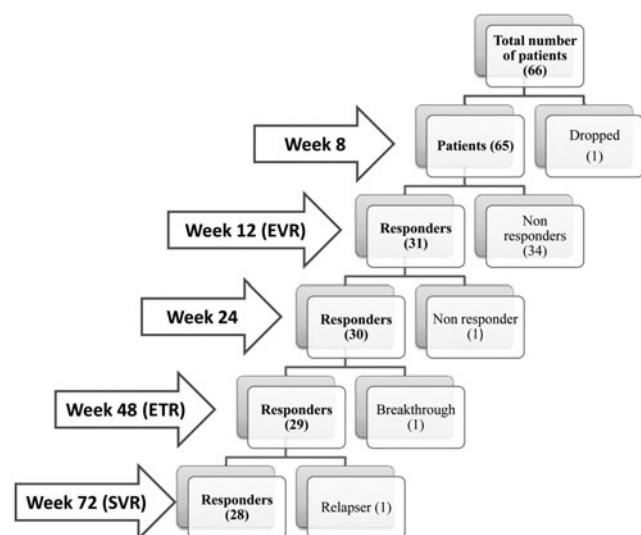 Total number
of patients
(66)
Week 8
Patients (65)
Dropped
(1)
Week 12 (EVR)
Responders
(31)
Non
responders
(34)
Week 24
Responders
(30)
Non responder
(1)
Week 48 (ETR)
Responders
(29)
Breakthrough
(1)
Week 72 (SVR)
Responders
(28)
Relapser (1)